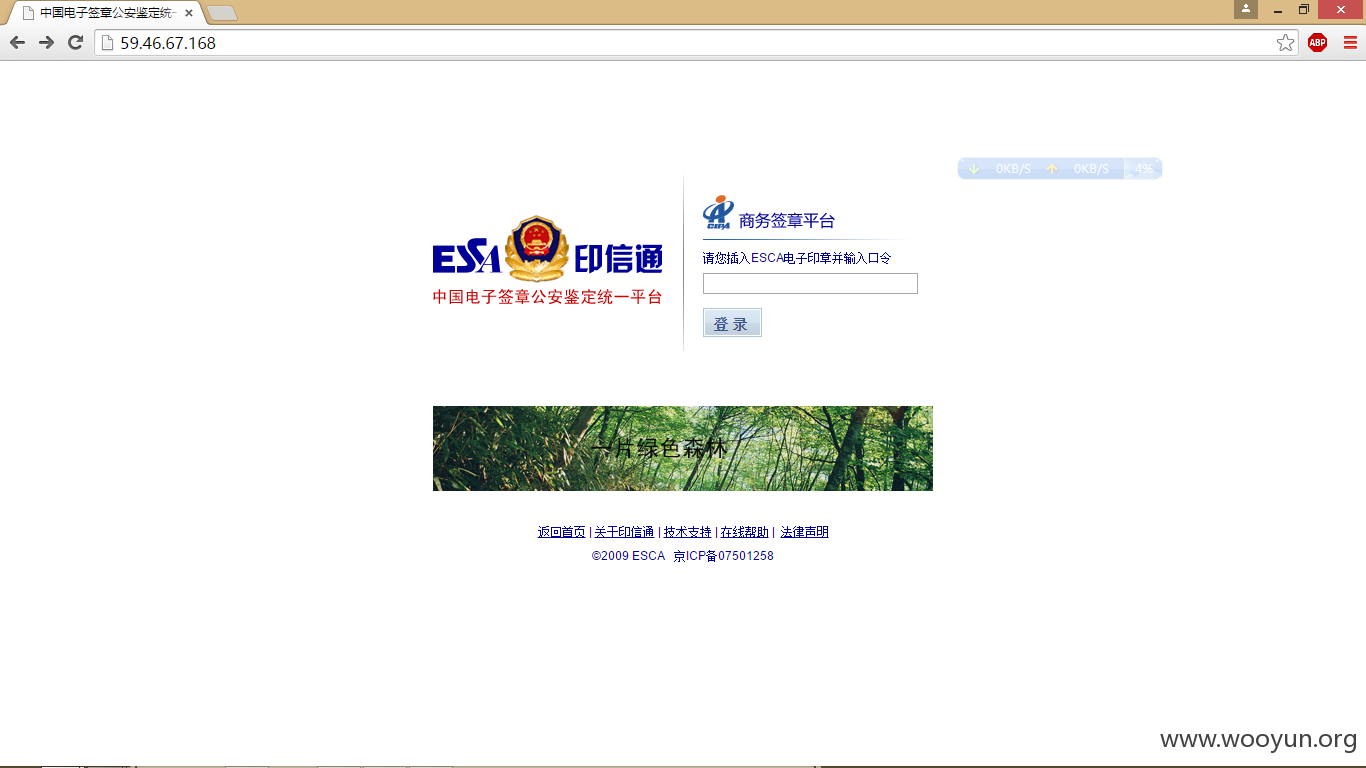 中国电子签章公安鉴定统一
59.46.67.168
ABP
0KB/S 0KB/S 4%
CIPA 商务签章平台
ESSA 印信通
中国电子签章公安鉴定统一平台
请您插入ESCA电子印章并输入口令
登 录
一片绿色森林
返回首页 | 关于印信通 | 技术支持 | 在线帮助 | 法律声明
©2009 ESCA 京ICP备07501258
www.wooyun.org